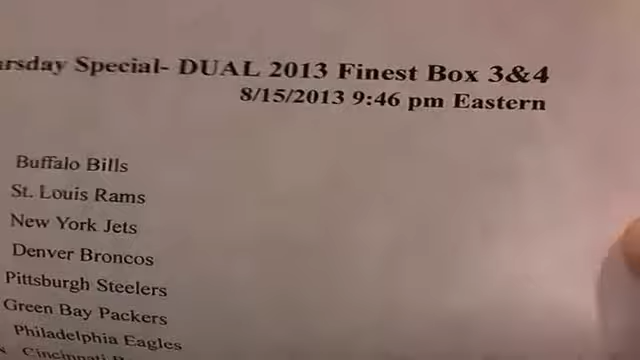 Special- DUAL 2013 Finest Box 3&4
8/15/2013 9:46 pm Eastern
Buffalo Bills
St. Louis Rams
New York Jets
Denver Broncos
Pittsburgh Steelers
Green Bay Packers
Philadelphia Eagles
Cincinnati